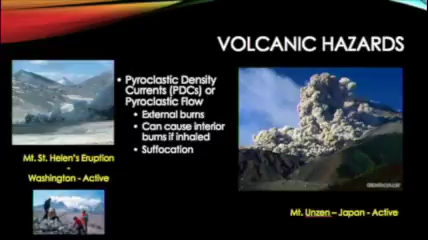 VOLCANIC HAZARDS
• Pyroclastic Density
Currents (PDCs) or
Pyroclastic Flow
• External burns
• Can cause interior
burns if inhaled
• Suffocation
Mt. St. Helen's Eruption
-
Washington - Active
Mt. Unzen – Japan - Active